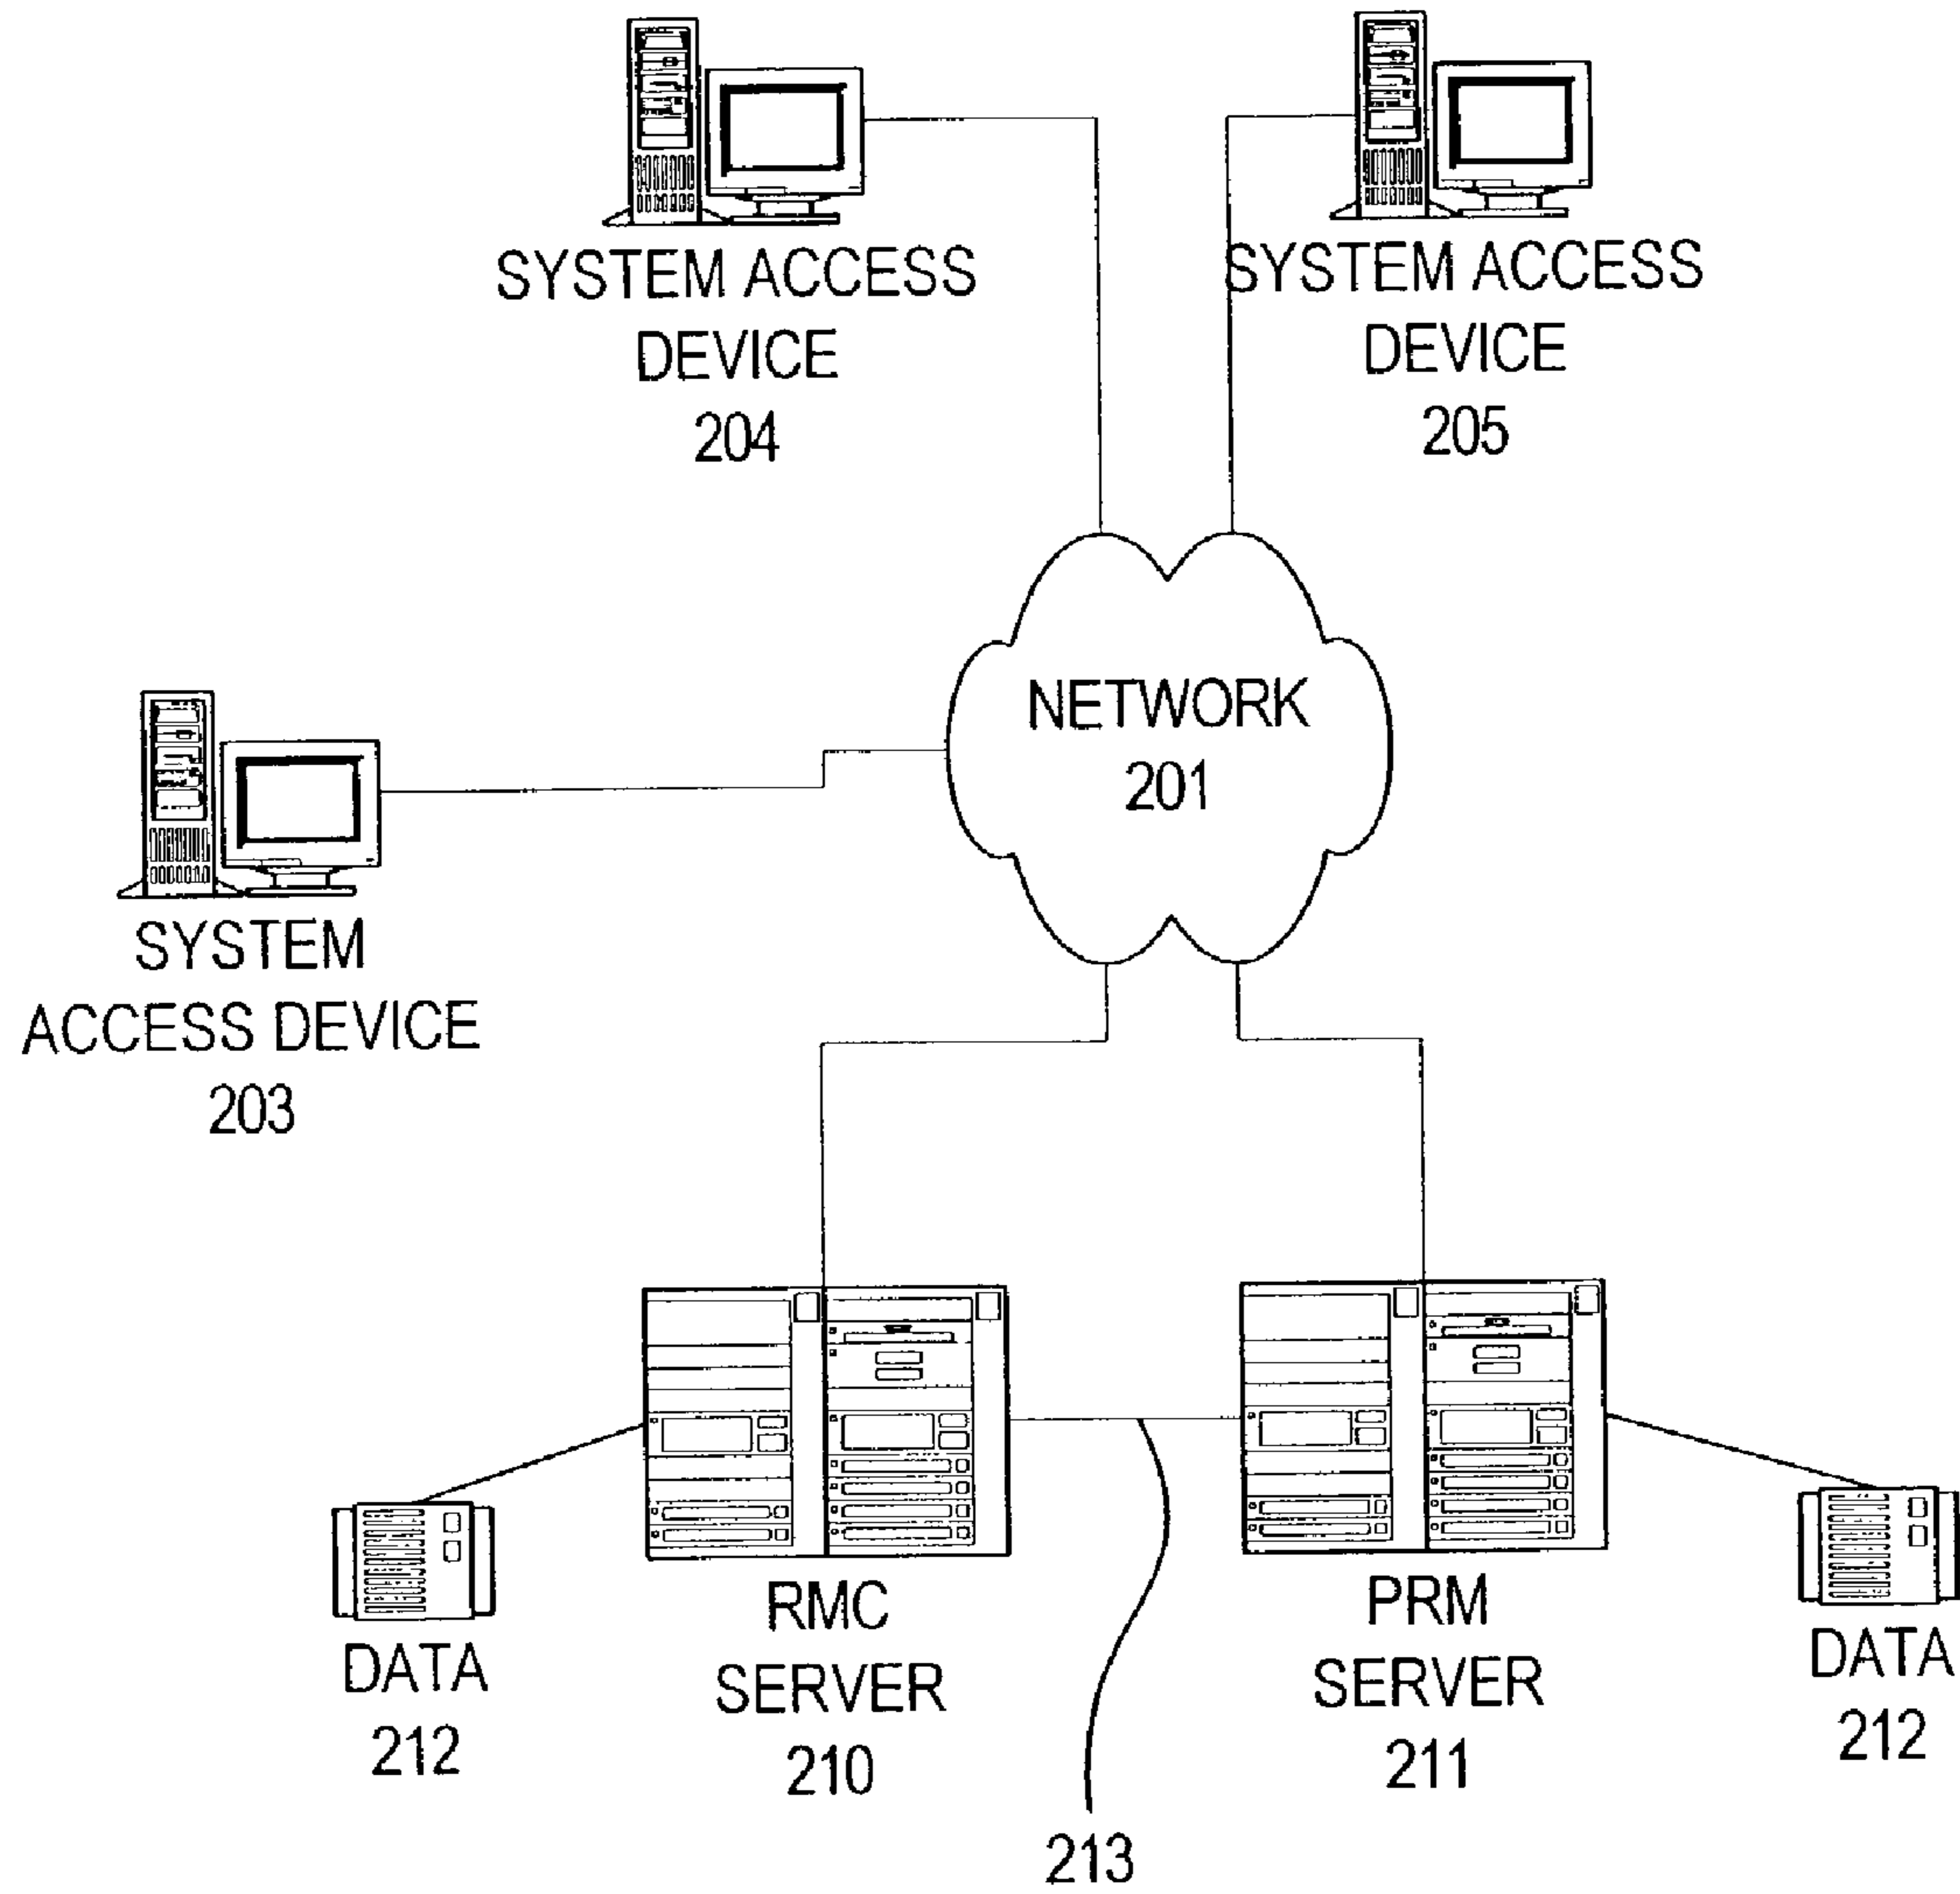 SYSTEM ACCESS
DEVICE
204
SYSTEM ACCESS
DEVICE
205
NETWORK
201
SYSTEM
ACCESS DEVICE
203
DATA
212
RMC
SERVER
210
PRM
SERVER
211
DATA
212
213